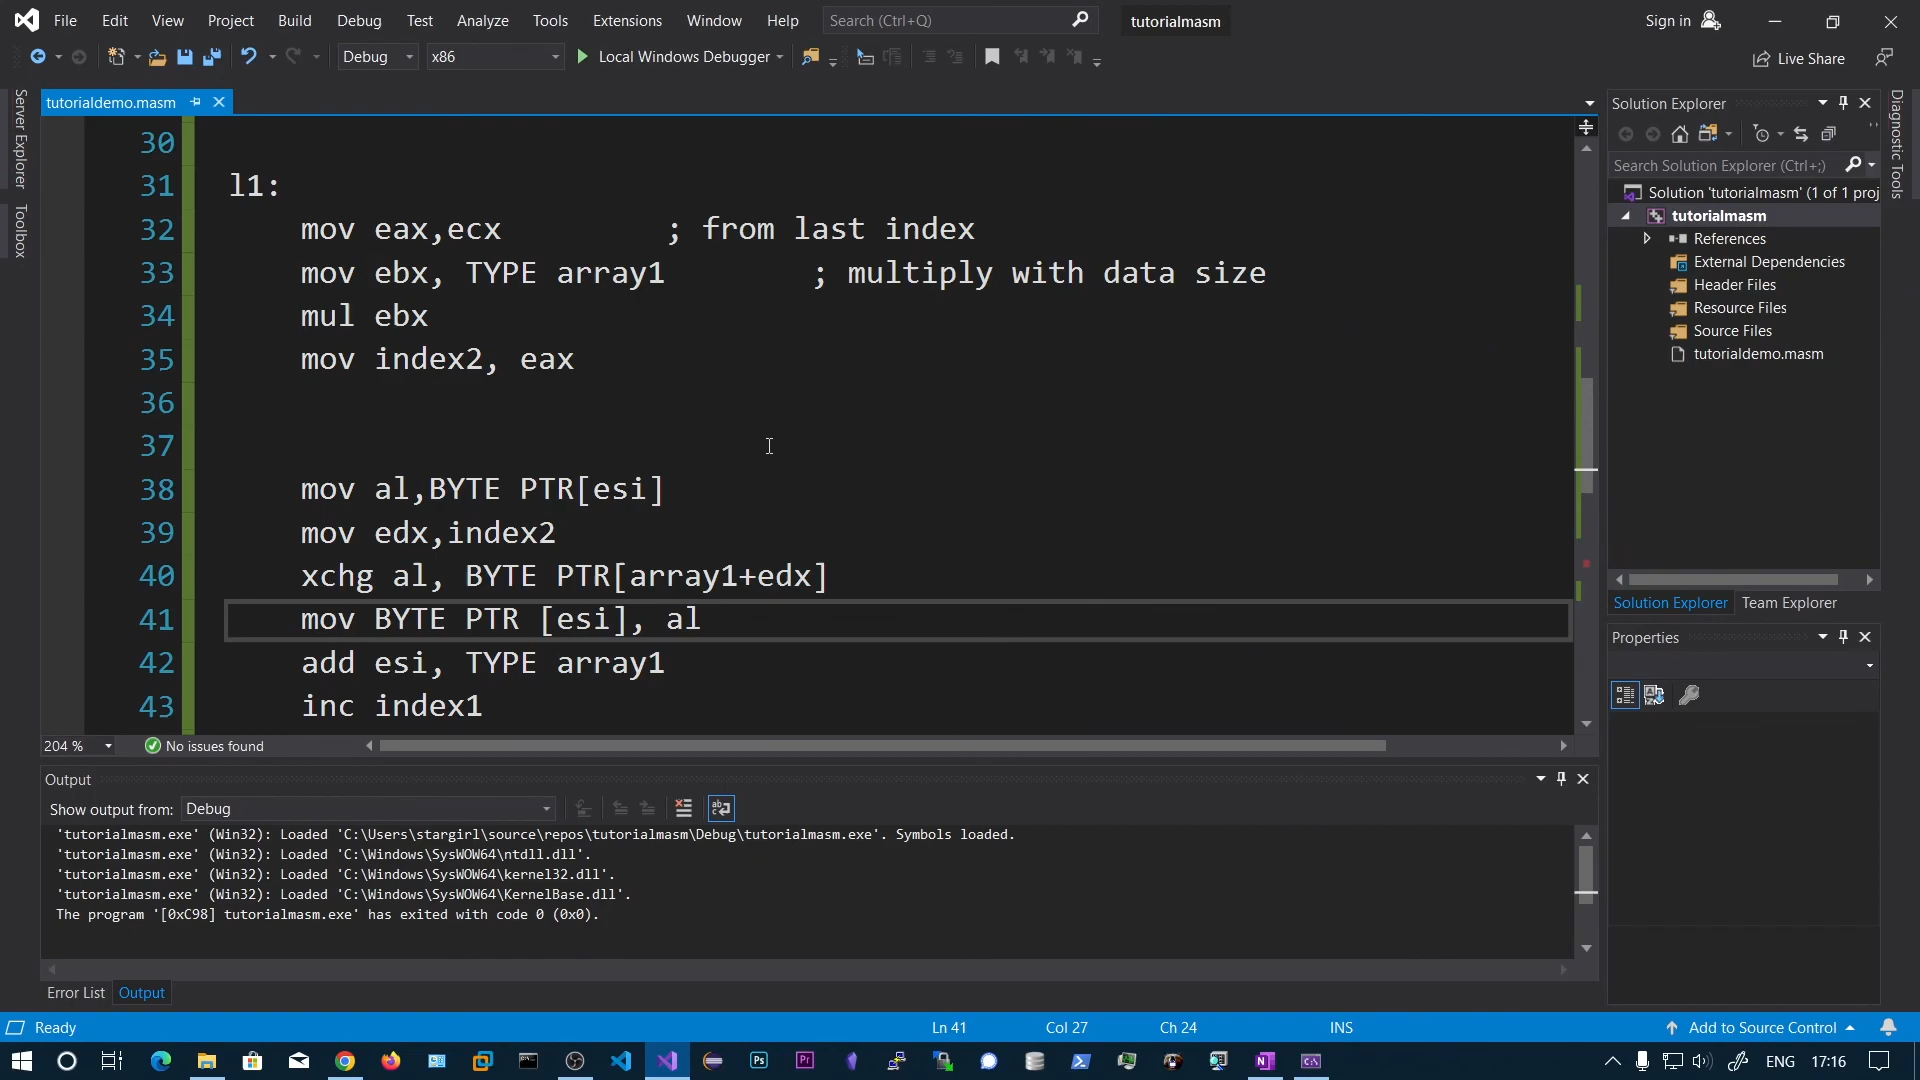 File Edit View Project Build Debug Test Analyze Tools Extensions Window Help Search (Ctrl+Q) tutorialmasm Sign in
Debug x86 Local Windows Debugger Live Share
Server Explorer
Toolbox
tutorialdemo.masm
30
31 l1:
32 mov eax,ecx ; from last index
33 mov ebx, TYPE array1 ; multiply with data size
34 mul ebx
35 mov index2, eax
36
37
38 mov al,BYTE PTR[esi]
39 mov edx,index2
40 xchg al, BYTE PTR[array1+edx]
41 mov BYTE PTR [esi], al
42 add esi, TYPE array1
43 inc index1
204 % No issues found
Output
Show output from: Debug
'tutorialmasm.exe' (Win32): Loaded 'C:\Users\stargirl\source\repos\tutorialmasm\Debug\tutorialmasm.exe'. Symbols loaded.
'tutorialmasm.exe' (Win32): Loaded 'C:\Windows\SysWOW64\ntdll.dll'.
'tutorialmasm.exe' (Win32): Loaded 'C:\Windows\SysWOW64\kernel32.dll'.
'tutorialmasm.exe' (Win32): Loaded 'C:\Windows\SysWOW64\KernelBase.dll'.
The program '[0xC98] tutorialmasm.exe' has exited with code 0 (0x0).
Error List Output
Solution Explorer
Search Solution Explorer (Ctrl+;)
Solution 'tutorialmasm' (1 of 1 proj
tutorialmasm
References
External Dependencies
Header Files
Resource Files
Source Files
tutorialdemo.masm
Solution Explorer Team Explorer
Properties
Diagnostic Tools
Ready Ln 41 Col 27 Ch 24 INS Add to Source Control
Ps Pr N C:\ ENG 17:16